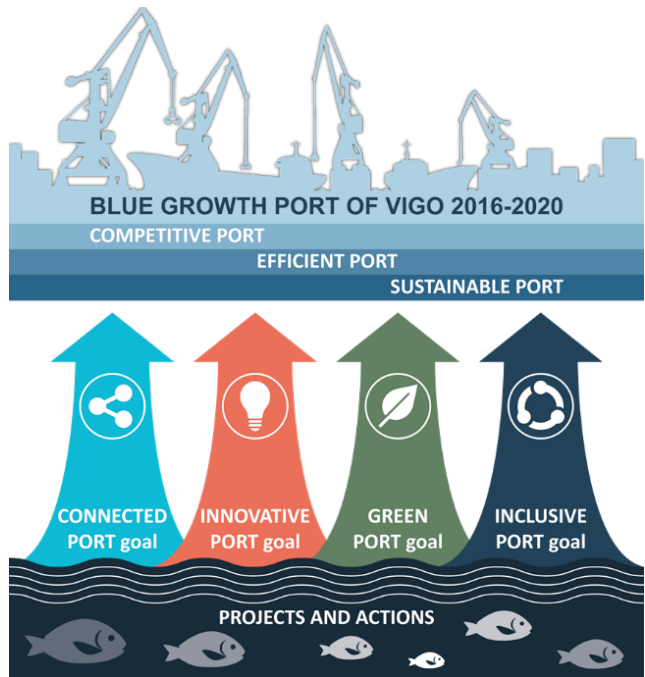 BLUE GROWTH PORT OF VIGO 2016-2020
COMPETITIVE PORT
EFFICIENT PORT
SUSTAINABLE PORT
CONNECTED
PORT goal
INNOVATIVE
PORT goal
GREEN
PORT goal
INCLUSIVE
PORT goal
PROJECTS AND ACTIONS